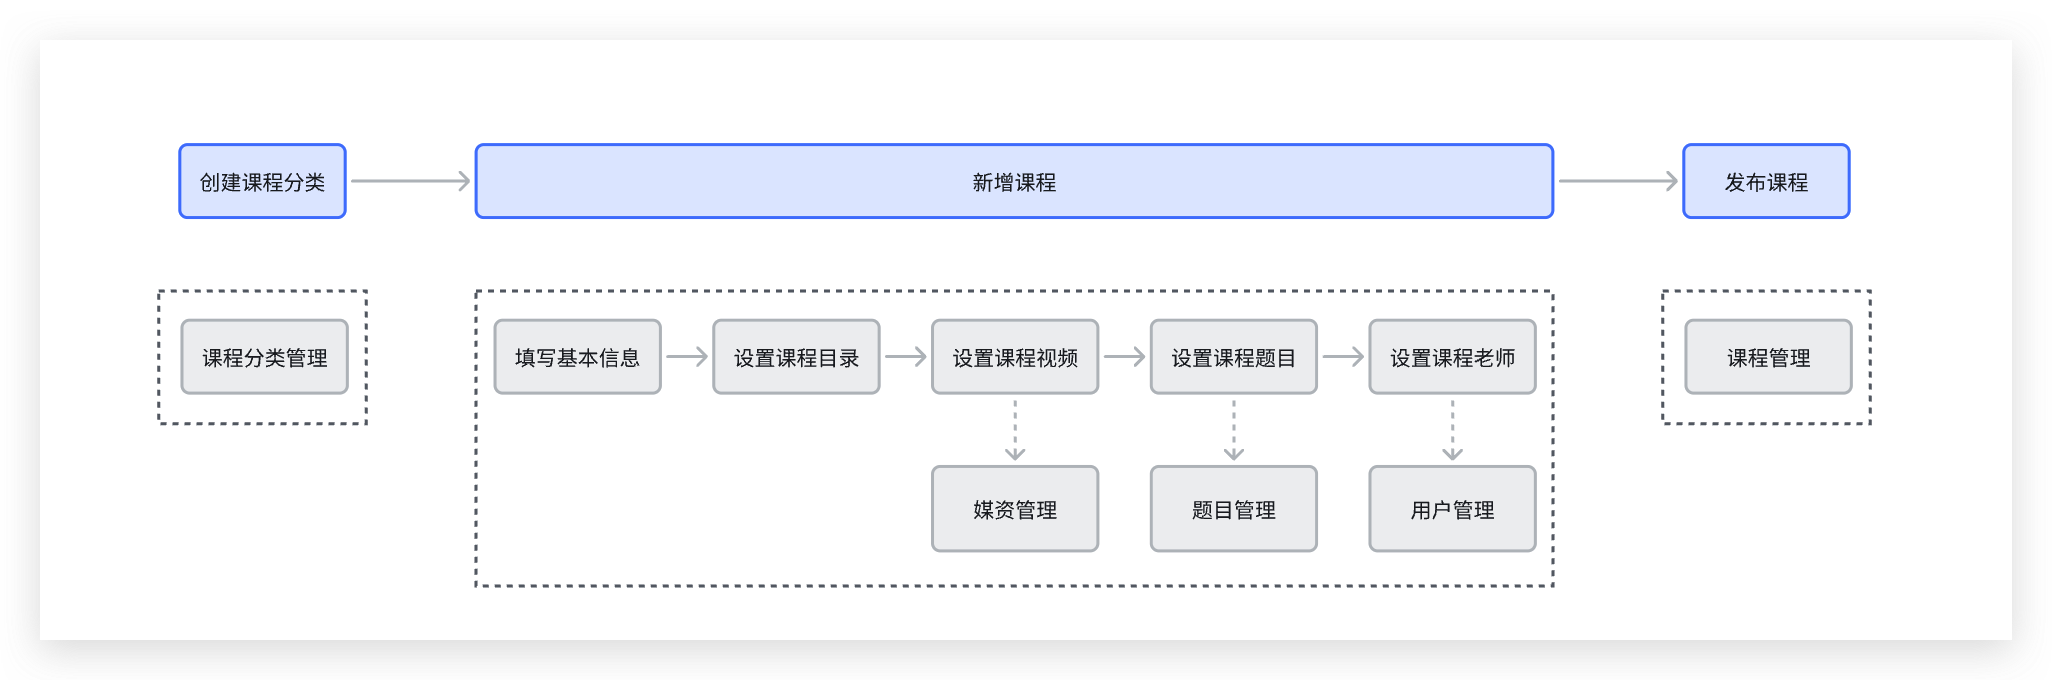 创建课程分类
新增课程
发布课程
课程分类管理
填写基本信息
设置课程目录
设置课程视频
设置课程题目
设置课程老师
课程管理
媒资管理
题目管理
用户管理